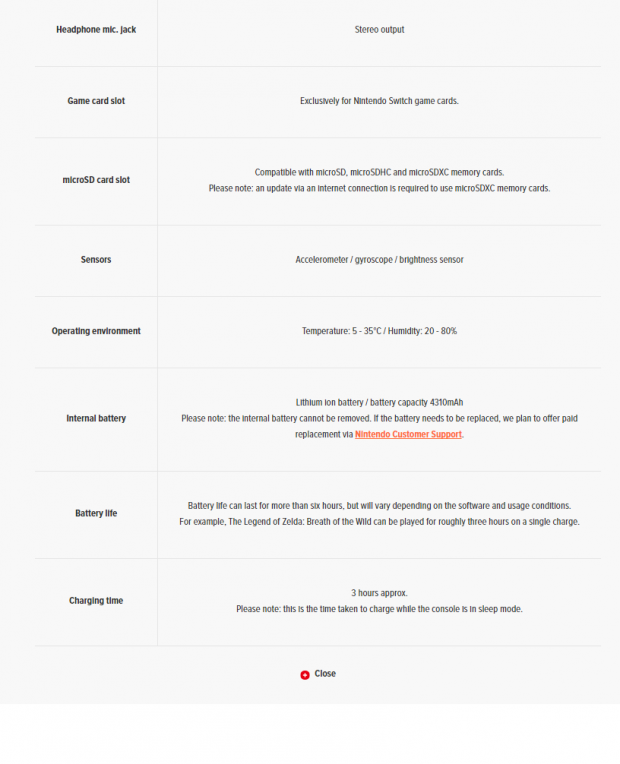 Headphone mic. jack
Stereo output
Game card slot
Exclusively for Nintendo Switch game cards.
microSD card slot
Compatible with microSD, microSDHC and microSDXC memory cards.
Please note: an update via an internet connection is required to use microSDXC memory cards.
Sensors
Accelerometer / gyroscope / brightness sensor
Operating environment
Temperature: 5 - 35°C / Humidity: 20 - 80%
Internal battery
Lithium ion battery / battery capacity 4310mAh
Please note: the internal battery cannot be removed. If the battery needs to be replaced, we plan to offer paid
replacement via Nintendo Customer Support.
Battery life
Battery life can last for more than six hours, but will vary depending on the software and usage conditions.
For example, The Legend of Zelda: Breath of the Wild can be played for roughly three hours on a single charge.
Charging time
3 hours approx.
Please note: this is the time taken to charge while the console is in sleep mode.
Close